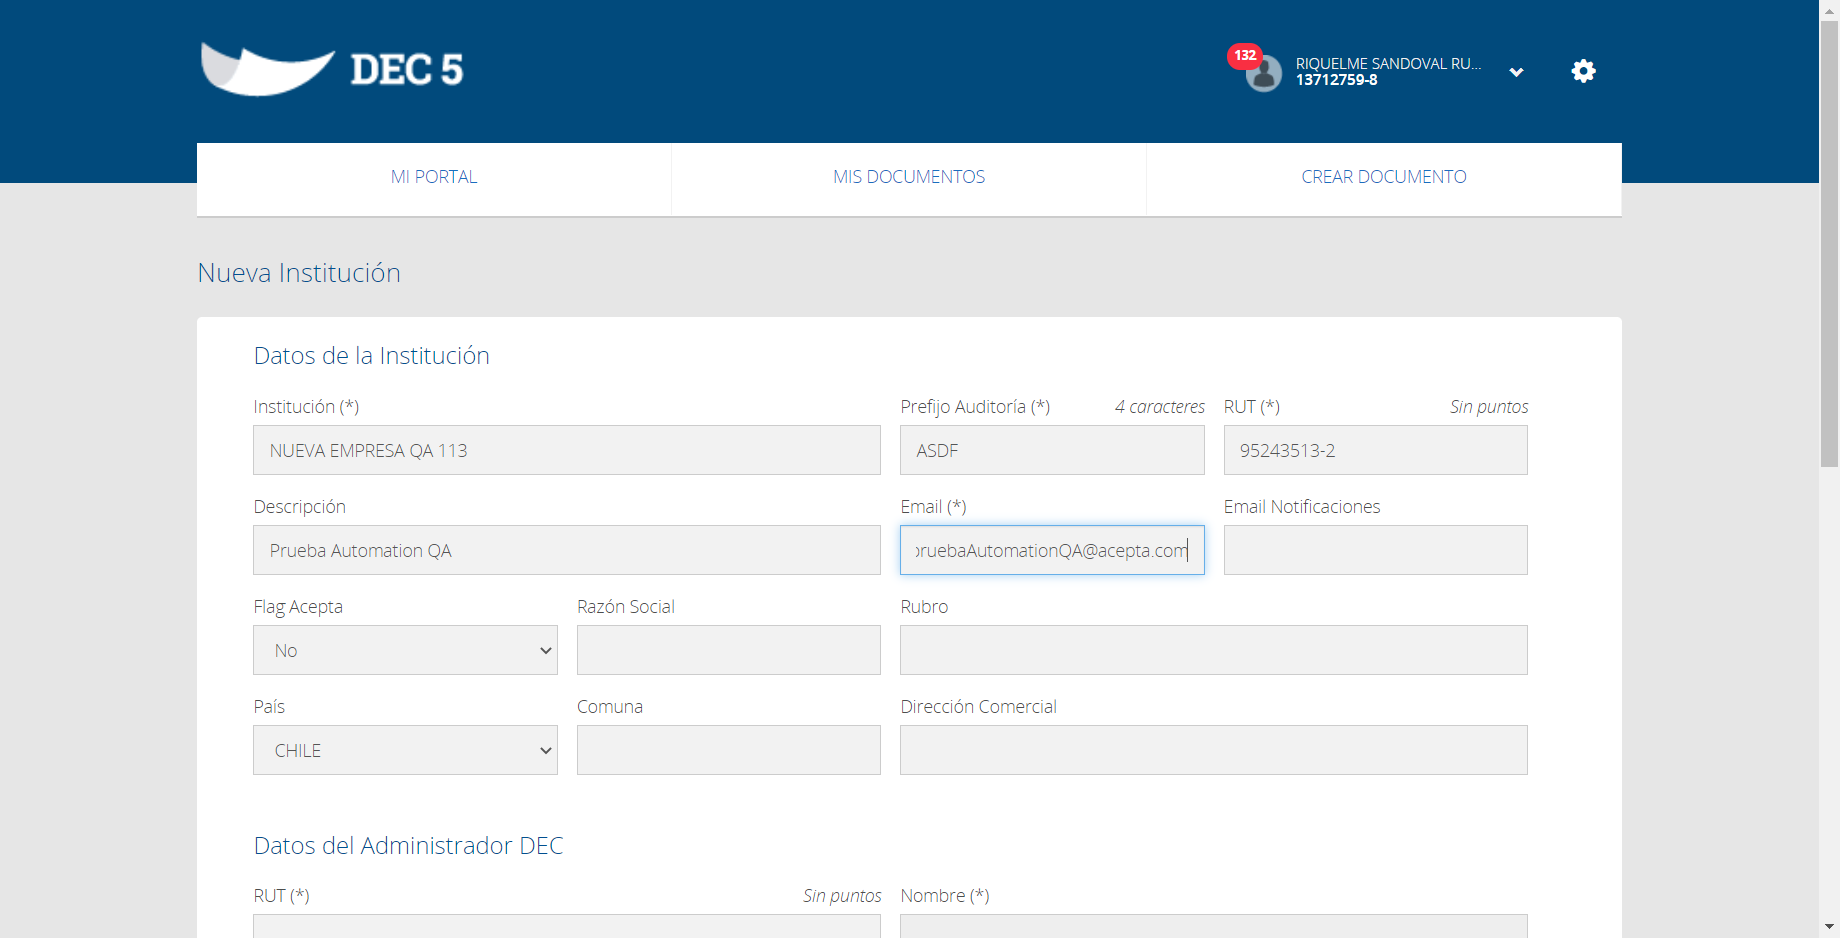 DEC 5
132
RIQUELME SANDOVAL RU...
13712759-8
MI PORTAL
MIS DOCUMENTOS
CREAR DOCUMENTO
Nueva Institución
Datos de la Institución
Institución (*)
Prefijo Auditoría (*)
4 caracteres
RUT (*)
Sin puntos
NUEVA EMPRESA QA 113
ASDF
95243513-2
Descripción
Email (*)
Email Notificaciones
Prueba Automation QA
pruebaAutomationQA@acepta.com
Flag Acepta
Razón Social
Rubro
No
País
Comuna
Dirección Comercial
CHILE
Datos del Administrador DEC
RUT (*)
Sin puntos
Nombre (*)